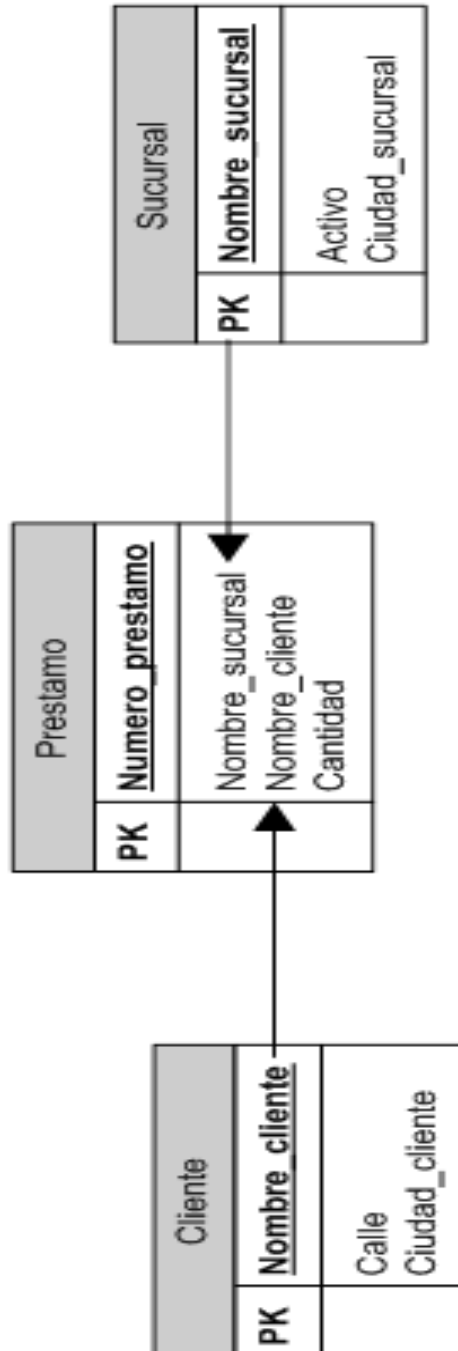 Cliente
PK Nombre_cliente
Calle
Ciudad_cliente
Prestamo
PK Numero_prestamo
Nombre_sucursal
Nombre_cliente
Cantidad
Sucursal
PK Nombre_sucursal
Activo
Ciudad_sucursal